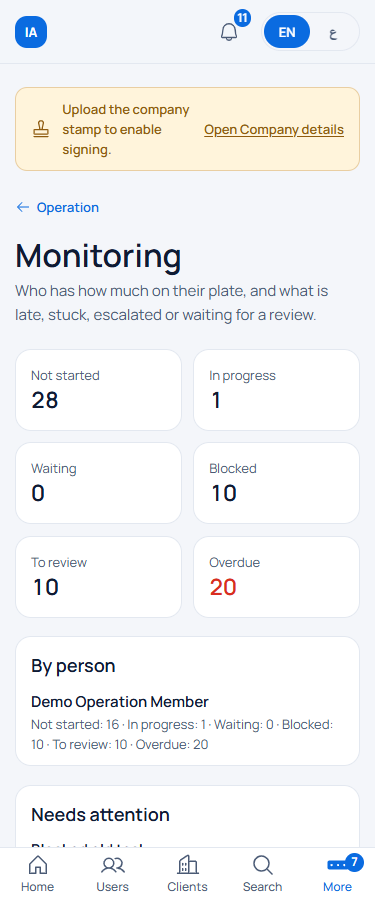 IA
11
EN
ع
Upload the company
stamp to enable
signing.
Open Company details
Operation
Monitoring
Who has how much on their plate, and what is
late, stuck, escalated or waiting for a review.
Not started
28
In progress
1
Waiting
0
Blocked
10
To review
10
Overdue
20
By person
Demo Operation Member
Not started: 16 · In progress: 1 · Waiting: 0 · Blocked:
10 · To review: 10 · Overdue: 20
Needs attention
Home
Users
Clients
Search
More
7